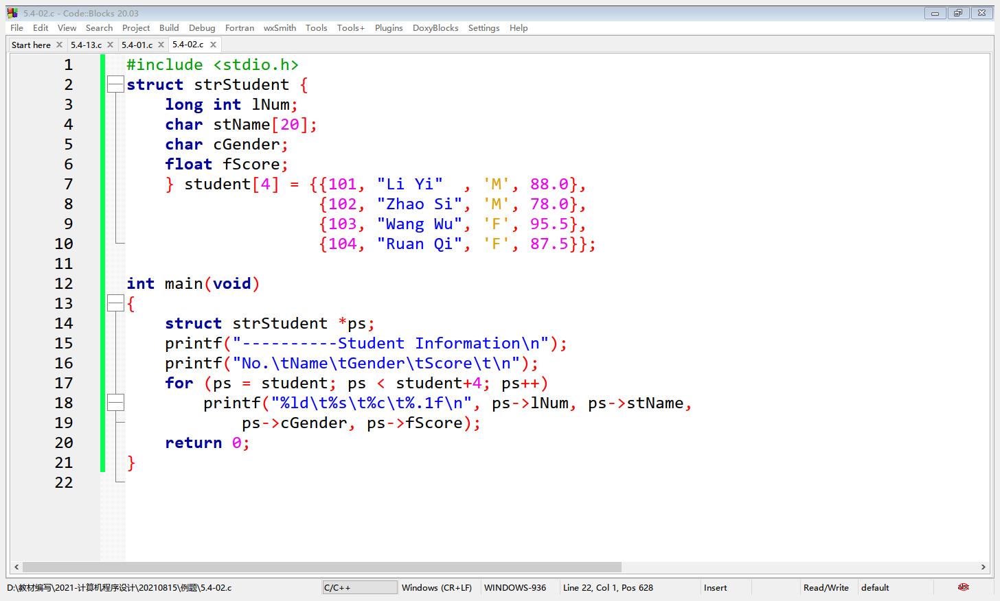 5.4-02.c - Code::Blocks 20.03
File Edit View Search Project Build Debug Fortran wxSmith Tools Tools+ Plugins DoxyBlocks Settings Help
Start here 5.4-13.c 5.4-01.c 5.4-02.c
1 #include <stdio.h>
2 struct strStudent {
3     long int lNum;
4     char stName[20];
5     char cGender;
6     float fScore;
7     } student[4] = {{101, "Li Yi"  , 'M', 88.0},
8                     {102, "Zhao Si", 'M', 78.0},
9                     {103, "Wang Wu", 'F', 95.5},
10                     {104, "Ruan Qi", 'F', 87.5}};
11
12 int main(void)
13 {
14     struct strStudent *ps;
15     printf("----------Student Information\n");
16     printf("No.\tName\tGender\tScore\t\n");
17     for (ps = student; ps < student+4; ps++)
18         printf("%ld\t%s\t%c\t%.1f\n", ps->lNum, ps->stName,
19             ps->cGender, ps->fScore);
20     return 0;
21 }
22
D:\教材编写\2021-计算机程序设计\20210815\例题\5.4-02.c C/C++ Windows (CR+LF) WINDOWS-936 Line 22, Col 1, Pos 628 Insert Read/Write default abc